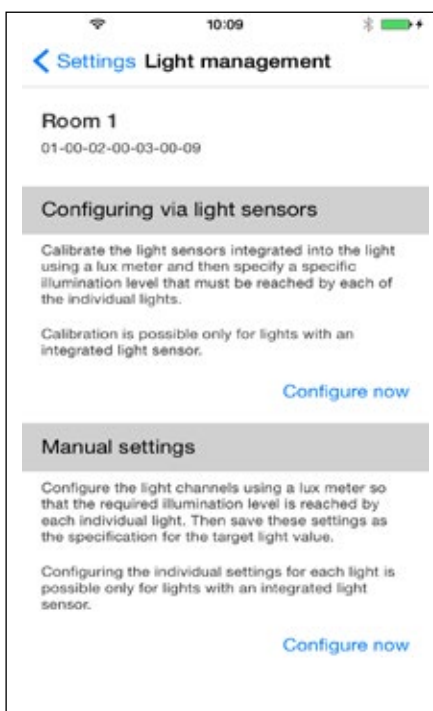 10:09
Settings Light management
Room 1
01-00-02-00-03-00-09
Configuring via light sensors
Calibrate the light sensors integrated into the light
using a lux meter and then specify a specific
illumination level that must be reached by each of
the individual lights.
Calibration is possible only for lights with an
integrated light sensor.
Configure now
Manual settings
Configure the light channels using a lux meter so
that the required illumination level is reached by
each individual light. Then save these settings as
the specification for the target light value.
Configuring the individual settings for each light is
possible only for lights with an integrated light
sensor.
Configure now